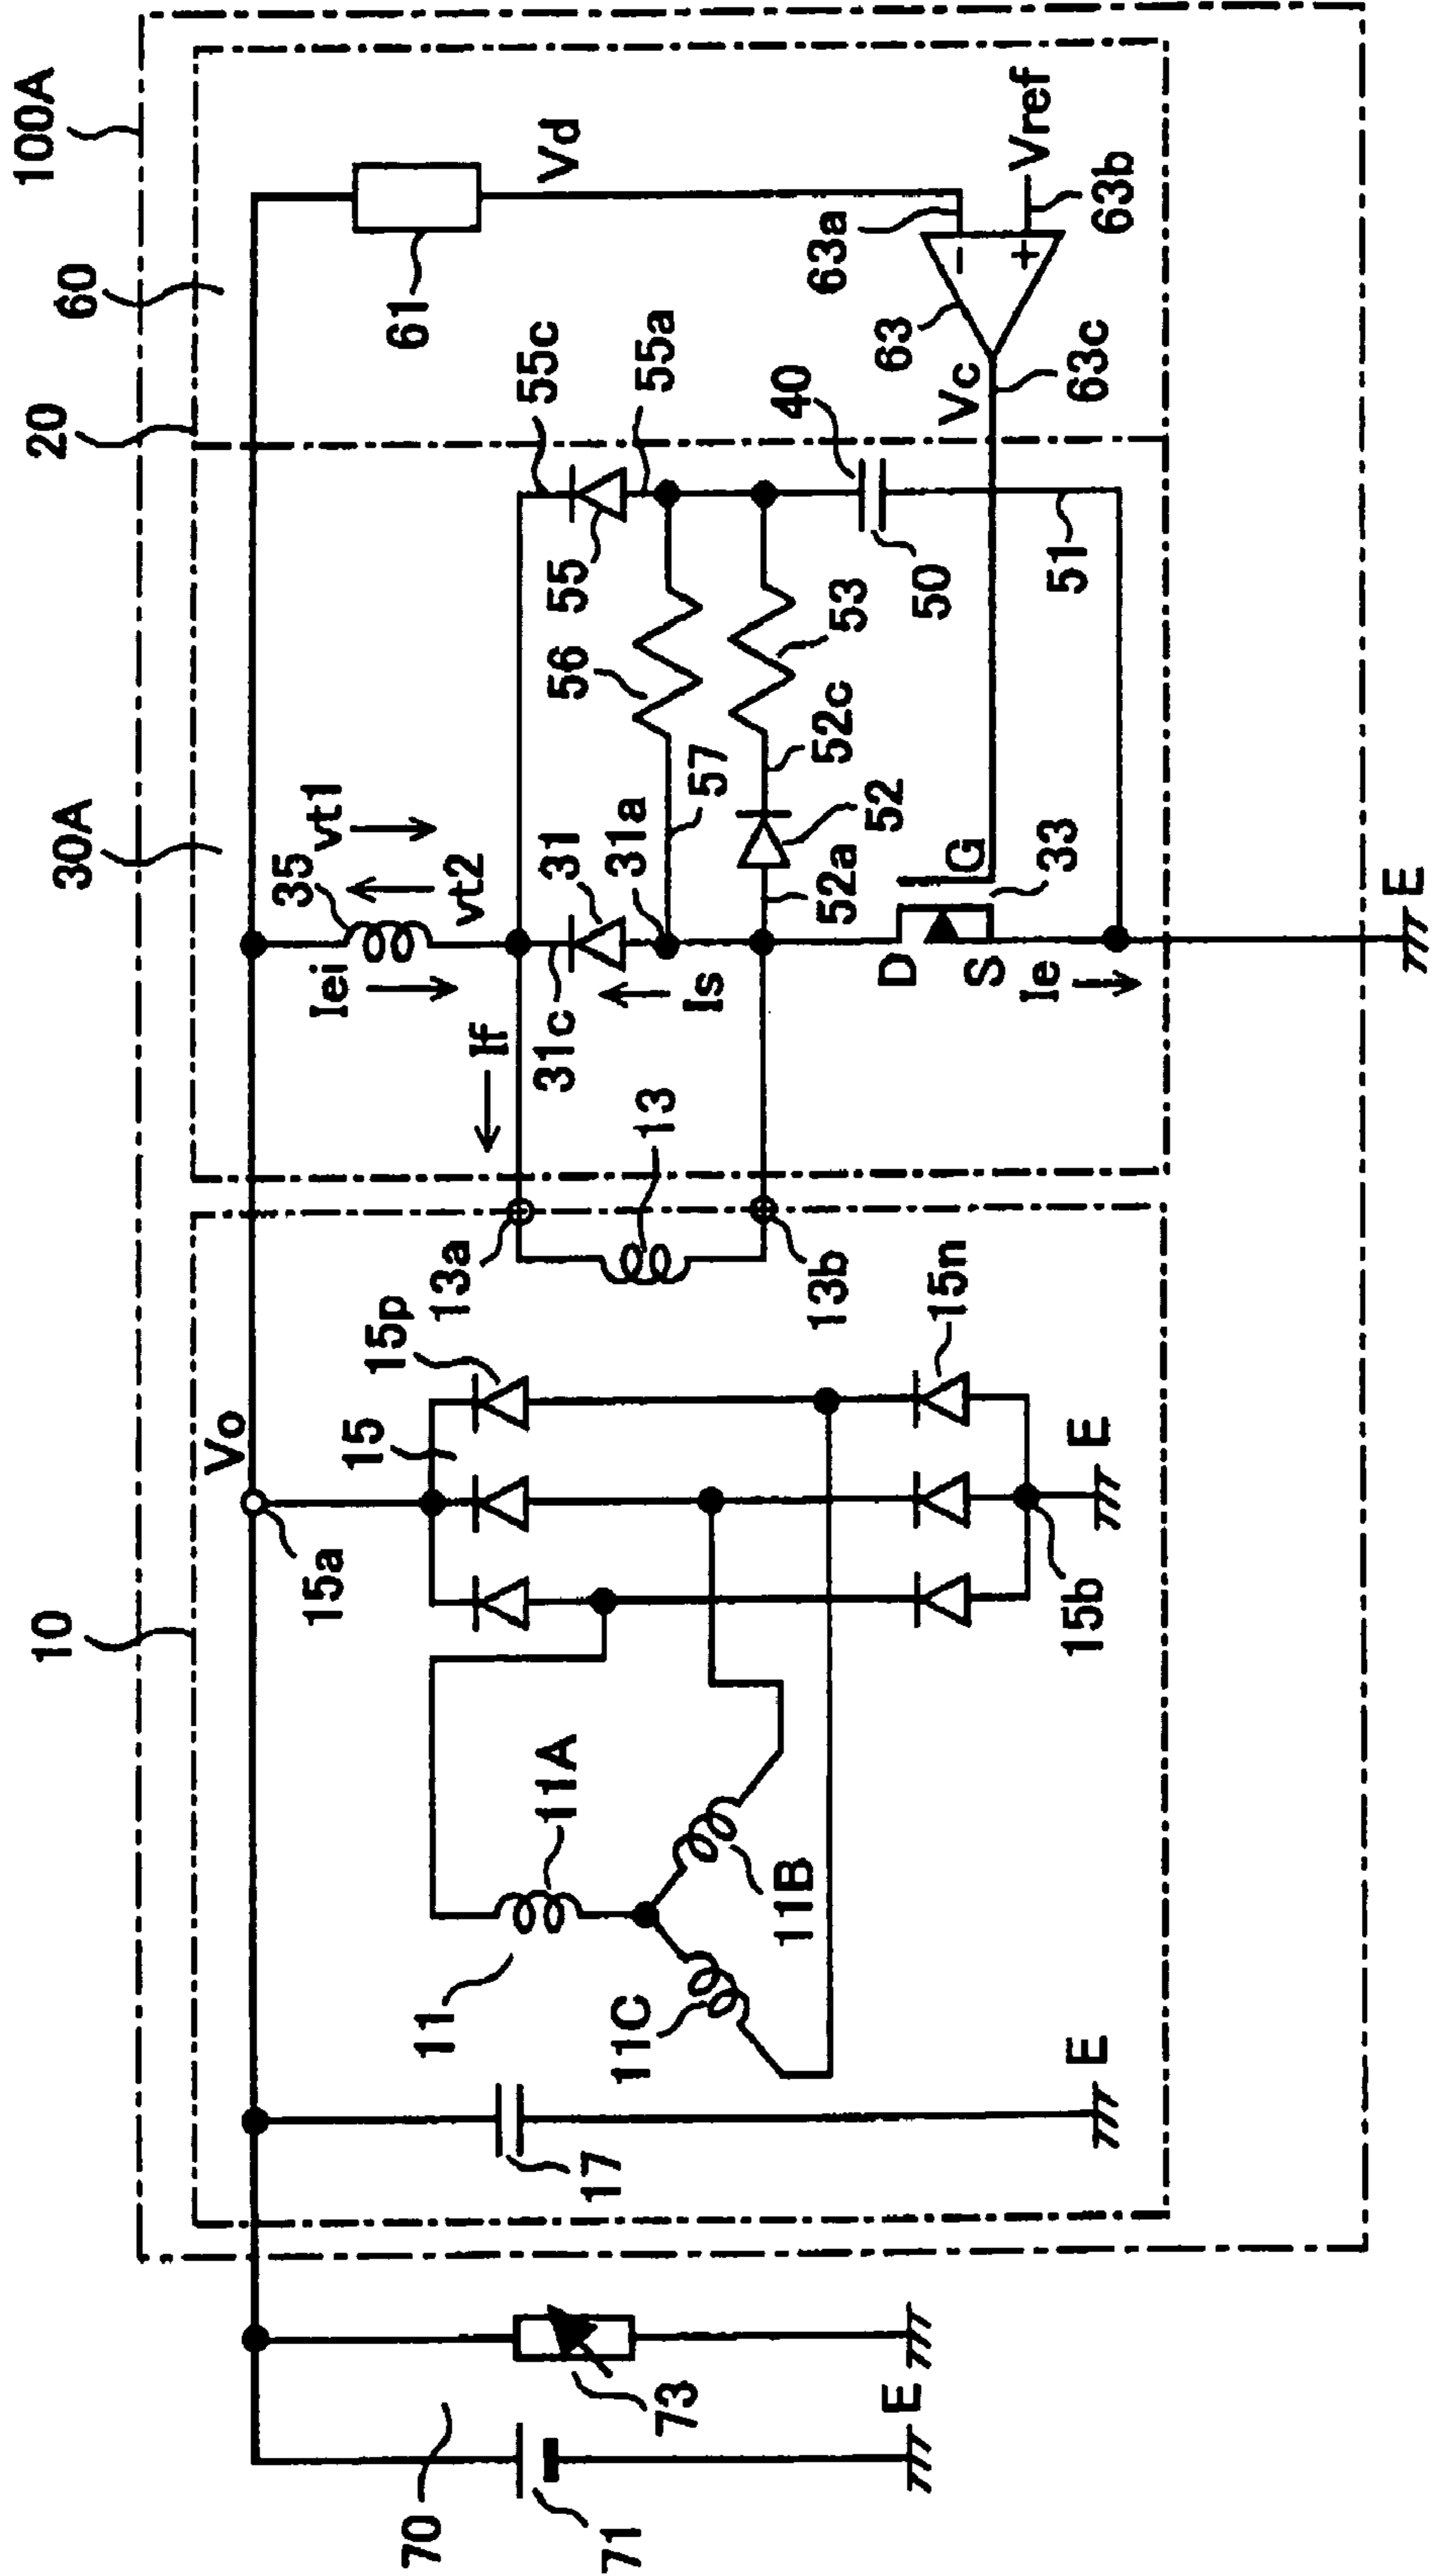 100A
20
60
30A
10
Vo
15a
15
15p
13a
13b
13
If
Iei
35
vt1
vt2
31
31c
31a
Is
55c
55a
55
56
57
53
52c
52
52a
40
50
51
61
Vd
63a
63
63b
Vref
63c
Vc
-
+
G
D
S
33
Ie
E
15n
15b
E
11
11A
11B
11C
17
E
70
71
73
E